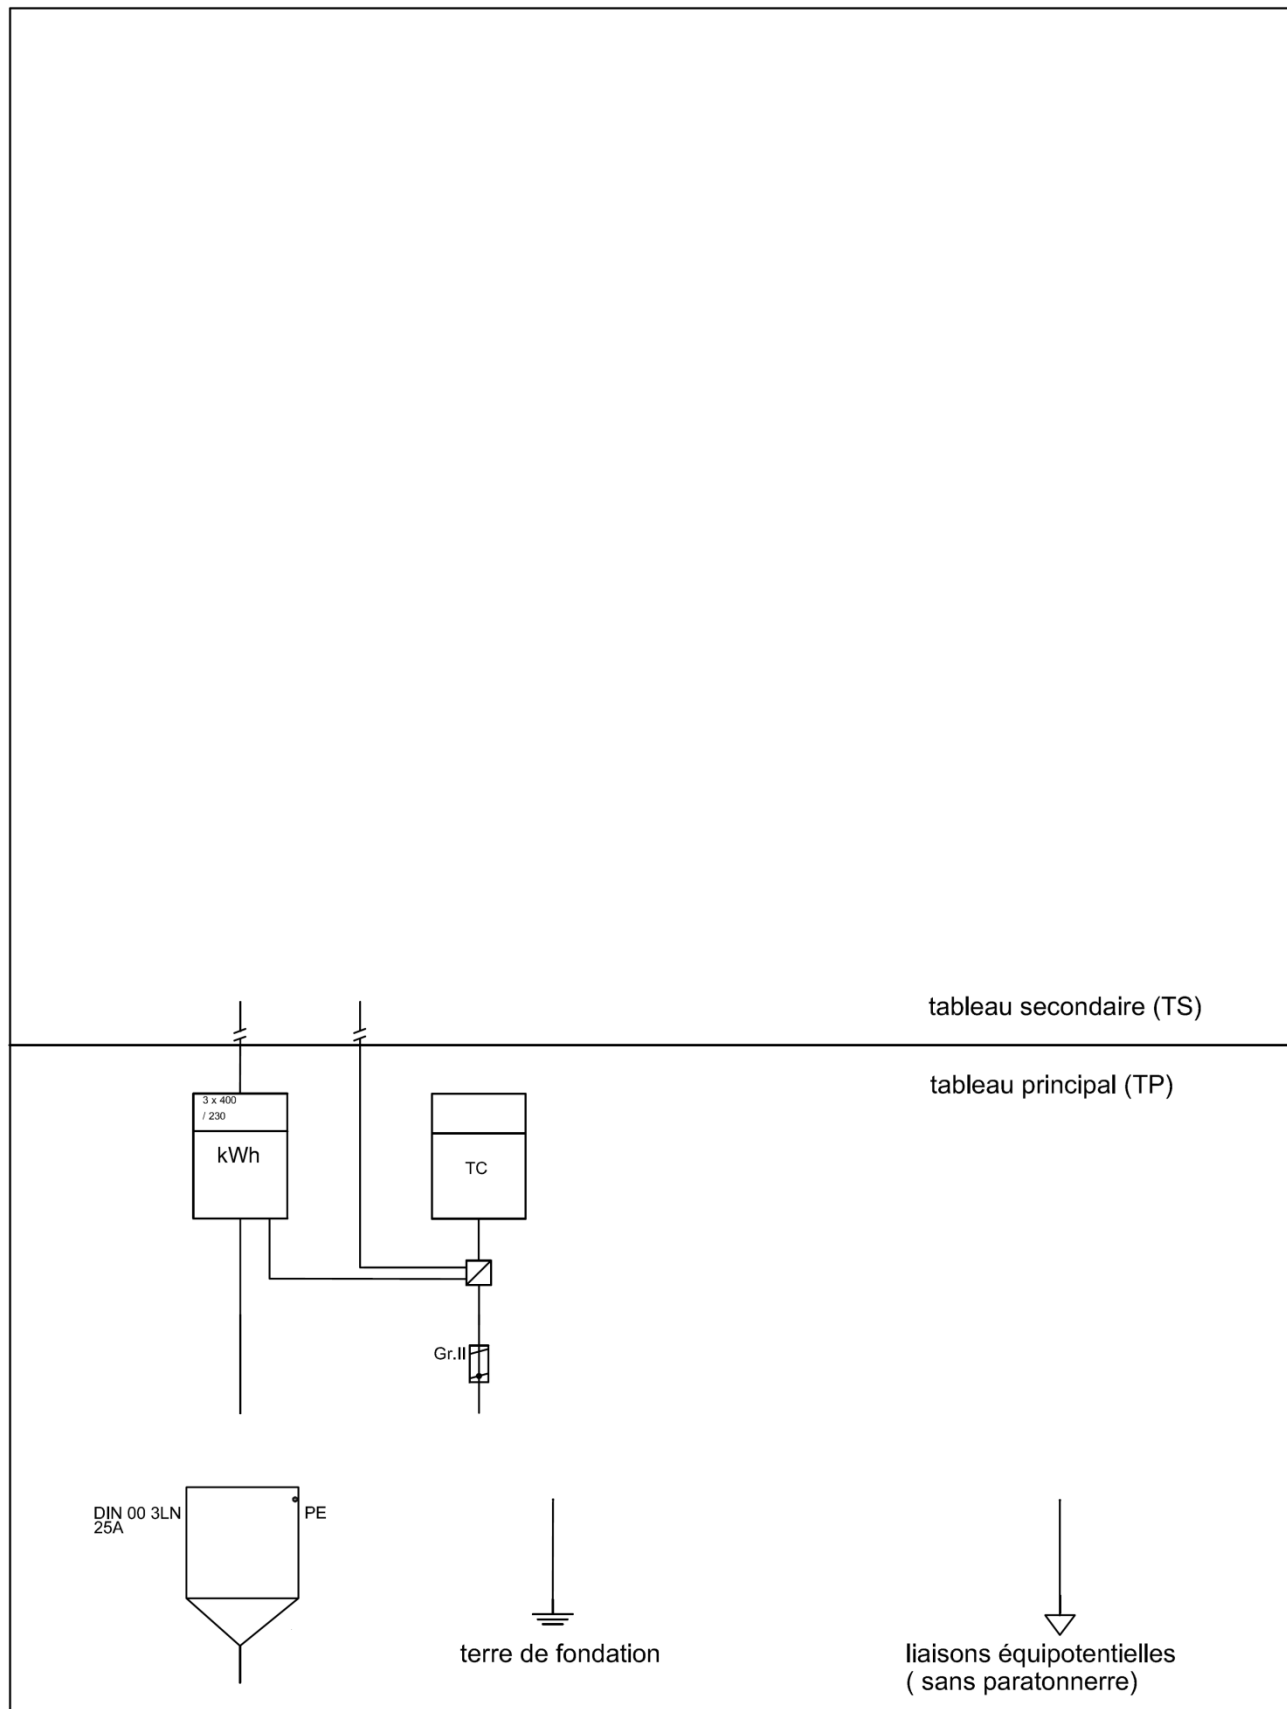 tableau secondaire (TS)
tableau principal (TP)
3 x 400
/ 230
kWh
TC
Gr.II
DIN 00 3LN
25A
PE
terre de fondation
liaisons équipotentielles
( sans paratonnerre)